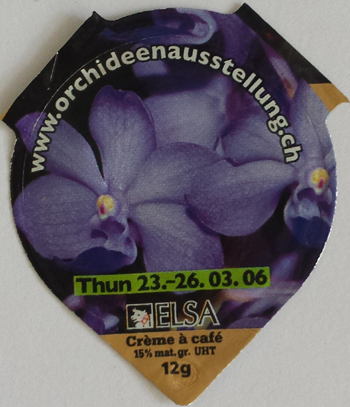 www.orchideenausstellung.ch
Thun 23.-26. 03. 06
ELSA
Crème à café
15% mat.gr. UHT
12g